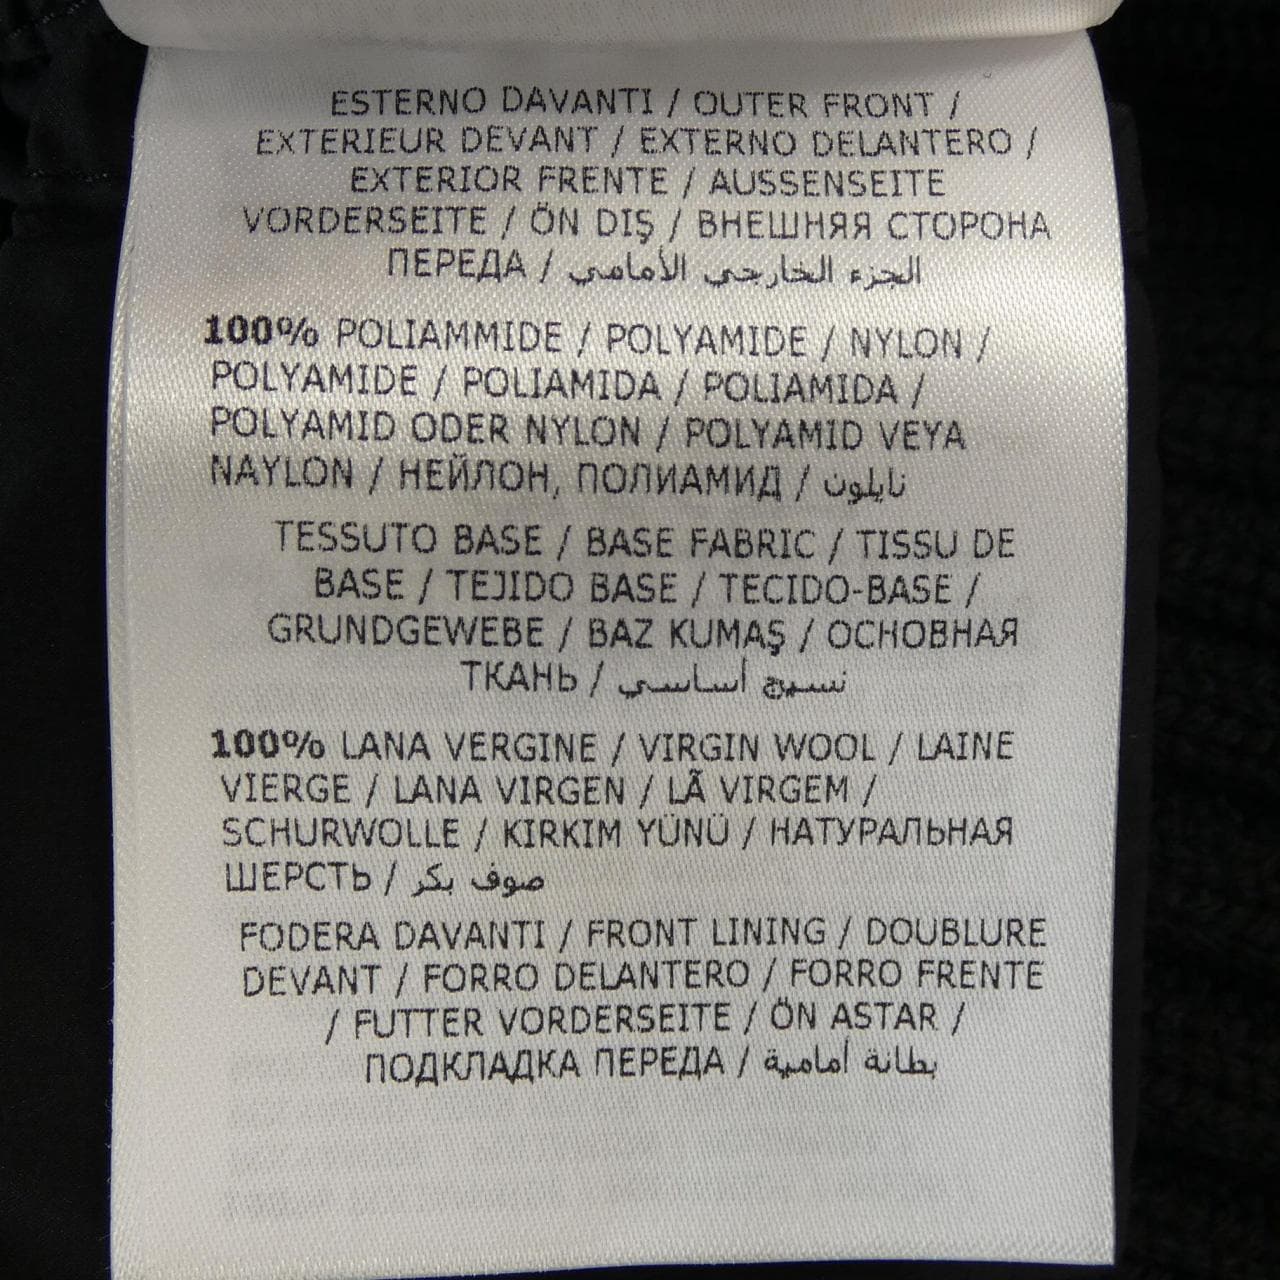 ESTERNO DAVANTI / OUTER FRONT /
EXTERIEUR DEVANT / EXTERNO DELANTERO /
EXTERIOR FRENTE / AUSSENSEITE
VORDERSEITE / ÖN DIŞ / ВНЕШНЯЯ СТОРОНА
ПЕРЕДА / الجزء الخارجي الأمامي
100% POLIAMMIDE / POLYAMIDE / NYLON /
POLYAMIDE / POLIAMIDA / POLIAMIDA /
POLYAMID ODER NYLON / POLYAMID VEYA
NAYLON / НЕЙЛОН, ПОЛИАМИД / نايلون
TESSUTO BASE / BASE FABRIC / TISSU DE
BASE / TEJIDO BASE / TECIDO-BASE /
GRUNDGEWEBE / BAZ KUMAŞ / ОСНОВНАЯ
ТКАНЬ / نسيج أساسي
100% LANA VERGINE / VIRGIN WOOL / LAINE
VIERGE / LANA VIRGEN / LÃ VIRGEM /
SCHURWOLLE / KIRKIM YÜNÜ / НАТУРАЛЬНАЯ
ШЕРСТЬ / صوف بكر
FODERA DAVANTI / FRONT LINING / DOUBLURE
DEVANT / FORRO DELANTERO / FORRO FRENTE
/ FUTTER VORDERSEITE / ÖN ASTAR /
ПОДКЛАДКА ПЕРЕДА / بطانة أمامية